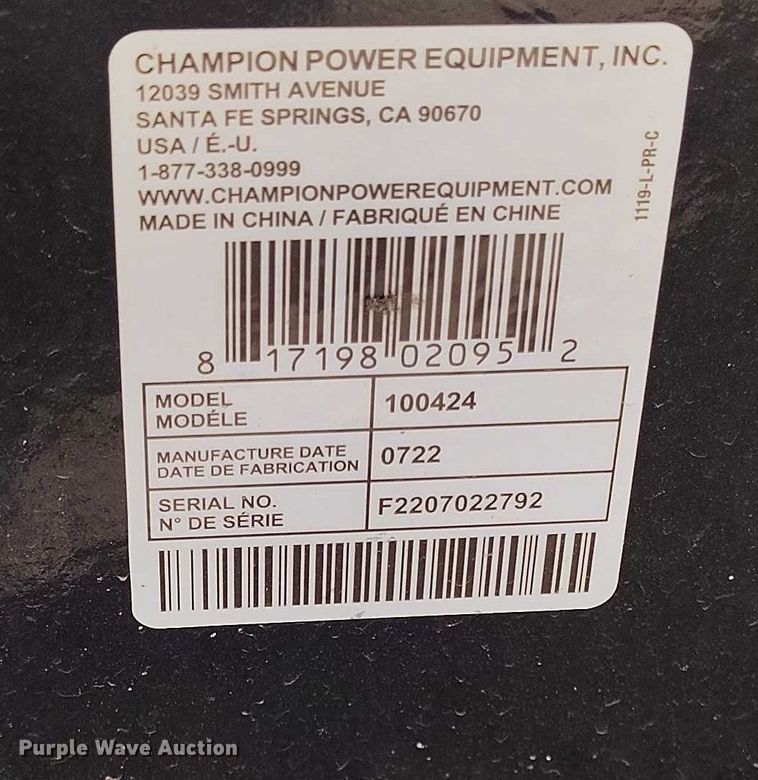 CHAMPION POWER EQUIPMENT, INC.
12039 SMITH AVENUE
SANTA FE SPRINGS, CA 90670
USA / É.-U.
1-877-338-0999
WWW.CHAMPIONPOWEREQUIPMENT.COM
MADE IN CHINA / FABRIQUÉ EN CHINE
1119-L-PR-C
8 17198 02095 2
MODEL
MODÉLE
100424
MANUFACTURE DATE
DATE DE FABRICATION
0722
SERIAL NO.
N° DE SÉRIE
F2207022792
Purple Wave Auction